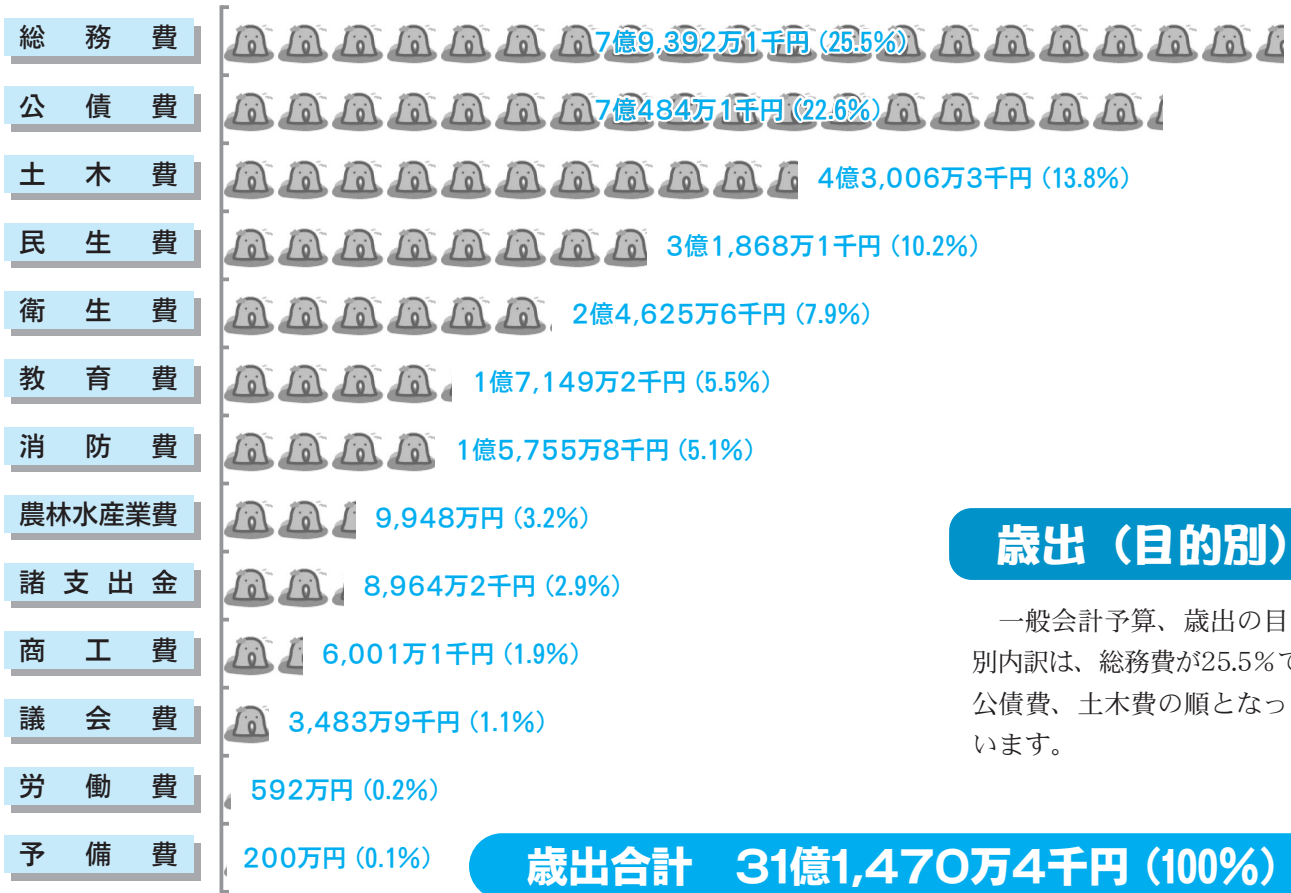 総務費 7億9,392万1千円 (25.5%)
公債費 7億484万1千円 (22.6%)
土木費 4億3,006万3千円 (13.8%)
民生費 3億1,868万1千円 (10.2%)
衛生費 2億4,625万6千円 (7.9%)
教育費 1億7,149万2千円 (5.5%)
消防費 1億5,755万8千円 (5.1%)
農林水産業費 9,948万円 (3.2%)
諸支出金 8,964万2千円 (2.9%)
商工費 6,001万1千円 (1.9%)
議会費 3,483万9千円 (1.1%)
労働費 592万円 (0.2%)
予備費 200万円 (0.1%)
歳出（目的別）
一般会計予算、歳出の目
別内訳は、総務費が25.5%で
公債費、土木費の順となっ
います。
歳出合計 31億1,470万4千円 (100%)